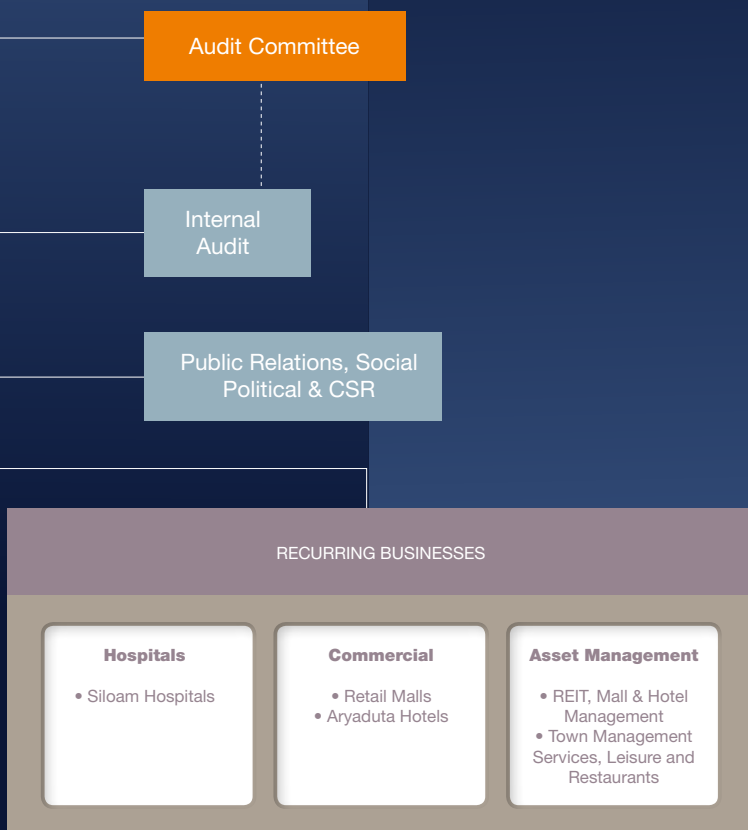 Audit Committee
Internal
Audit
Public Relations, Social
Political & CSR
RECURRING BUSINESSES
Hospitals
• Siloam Hospitals
Commercial
• Retail Malls
• Aryaduta Hotels
Asset Management
• REIT, Mall & Hotel
Management
• Town Management
Services, Leisure and
Restaurants